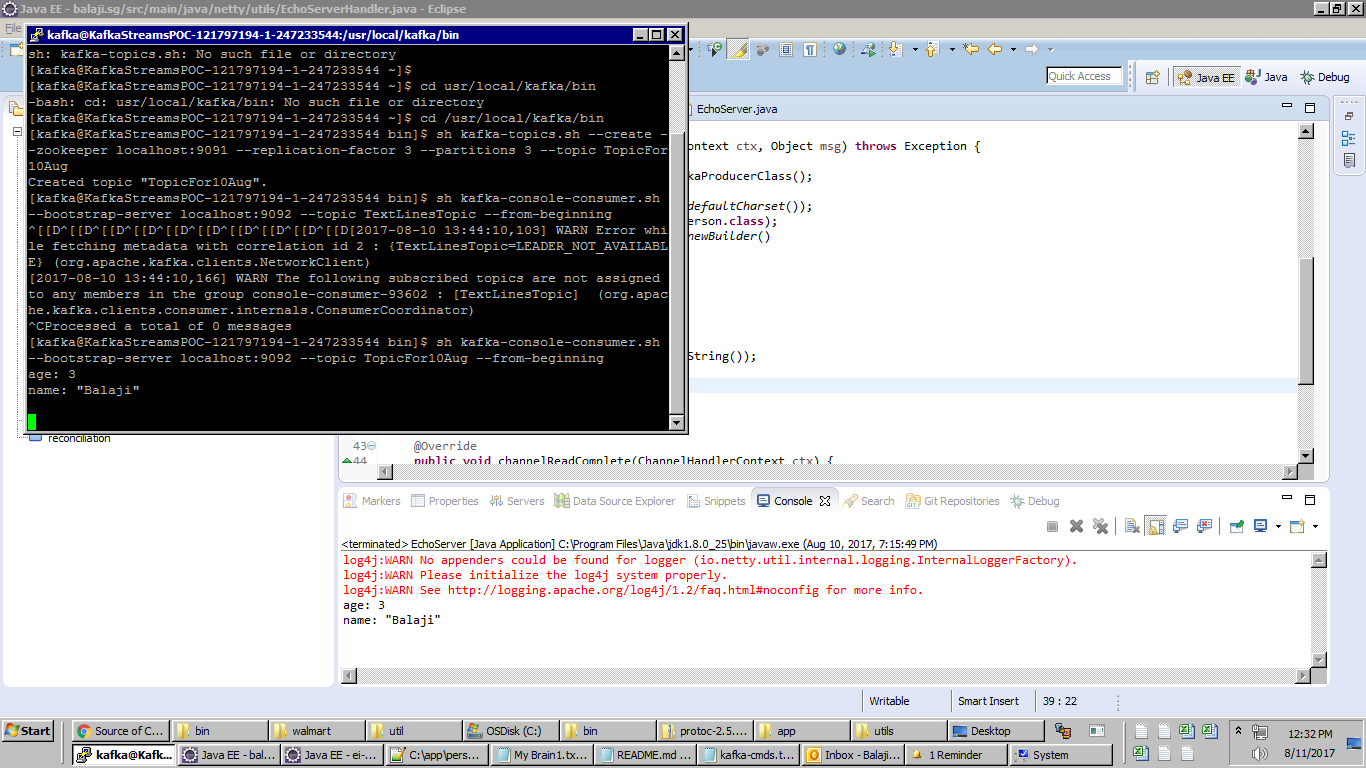 Java EE - balaji.sg/src/main/java/netty/utils/EchoServerHandler.java - Eclipse
File
kafka@KafkaStreamsPOC-121797194-1-247233544:/usr/local/kafka/bin
sh: kafka-topics.sh: No such file or directory
[kafka@KafkaStreamsPOC-121797194-1-247233544 ~]$
[kafka@KafkaStreamsPOC-121797194-1-247233544 ~]$ cd usr/local/kafka/bin
-bash: cd: usr/local/kafka/bin: No such file or directory
[kafka@KafkaStreamsPOC-121797194-1-247233544 ~]$ cd /usr/local/kafka/bin
[kafka@KafkaStreamsPOC-121797194-1-247233544 bin]$ sh kafka-topics.sh --create -
-zookeeper localhost:9091 --replication-factor 3 --partitions 3 --topic TopicFor
10Aug
Created topic "TopicFor10Aug".
[kafka@KafkaStreamsPOC-121797194-1-247233544 bin]$ sh kafka-console-consumer.sh
--bootstrap-server localhost:9092 --topic TextLinesTopic --from-beginning
^[[D^[[D^[[D^[[D^[[D^[[D^[[D^[[D^[[D^[[D[2017-08-10 13:44:10,103] WARN Error whi
le fetching metadata with correlation id 2 : {TextLinesTopic=LEADER_NOT_AVAILABL
E} (org.apache.kafka.clients.NetworkClient)
[2017-08-10 13:44:10,166] WARN The following subscribed topics are not assigned
to any members in the group console-consumer-93602 : [TextLinesTopic]  (org.apac
he.kafka.clients.consumer.internals.ConsumerCoordinator)
^CProcessed a total of 0 messages
[kafka@KafkaStreamsPOC-121797194-1-247233544 bin]$ sh kafka-console-consumer.sh
--bootstrap-server localhost:9092 --topic TopicFor10Aug --from-beginning
age: 3
name: "Balaji"
Quick Access
Java EE
Java
Debug
EchoServer.java
ontext ctx, Object msg) throws Exception {
kaProducerClass();
defaultCharset());
erson.class);
newBuilder()
String());
reconciliation
43
@Override
44
public void channelReadComplete(ChannelHandlerContext ctx) {
Markers
Properties
Servers
Data Source Explorer
Snippets
Console
Search
Git Repositories
Debug
<terminated> EchoServer [Java Application] C:\Program Files\Java\jdk1.8.0_25\bin\javaw.exe (Aug 10, 2017, 7:15:49 PM)
log4j:WARN No appenders could be found for logger (io.netty.util.internal.logging.InternalLoggerFactory).
log4j:WARN Please initialize the log4j system properly.
log4j:WARN See http://logging.apache.org/log4j/1.2/faq.html#noconfig for more info.
age: 3
name: "Balaji"
Writable
Smart Insert
39 : 22
Start
Source of C...
bin
walmart
util
OSDisk (C:)
bin
protoc-2.5....
app
utils
Desktop
12:32 PM
kafka@Kafk...
Java EE - bal...
Java EE - ei-...
C:\app\pers...
My Brain1.tx...
README.md ...
kafka-cmds.t...
Inbox - Balaji...
1 Reminder
System
8/11/2017